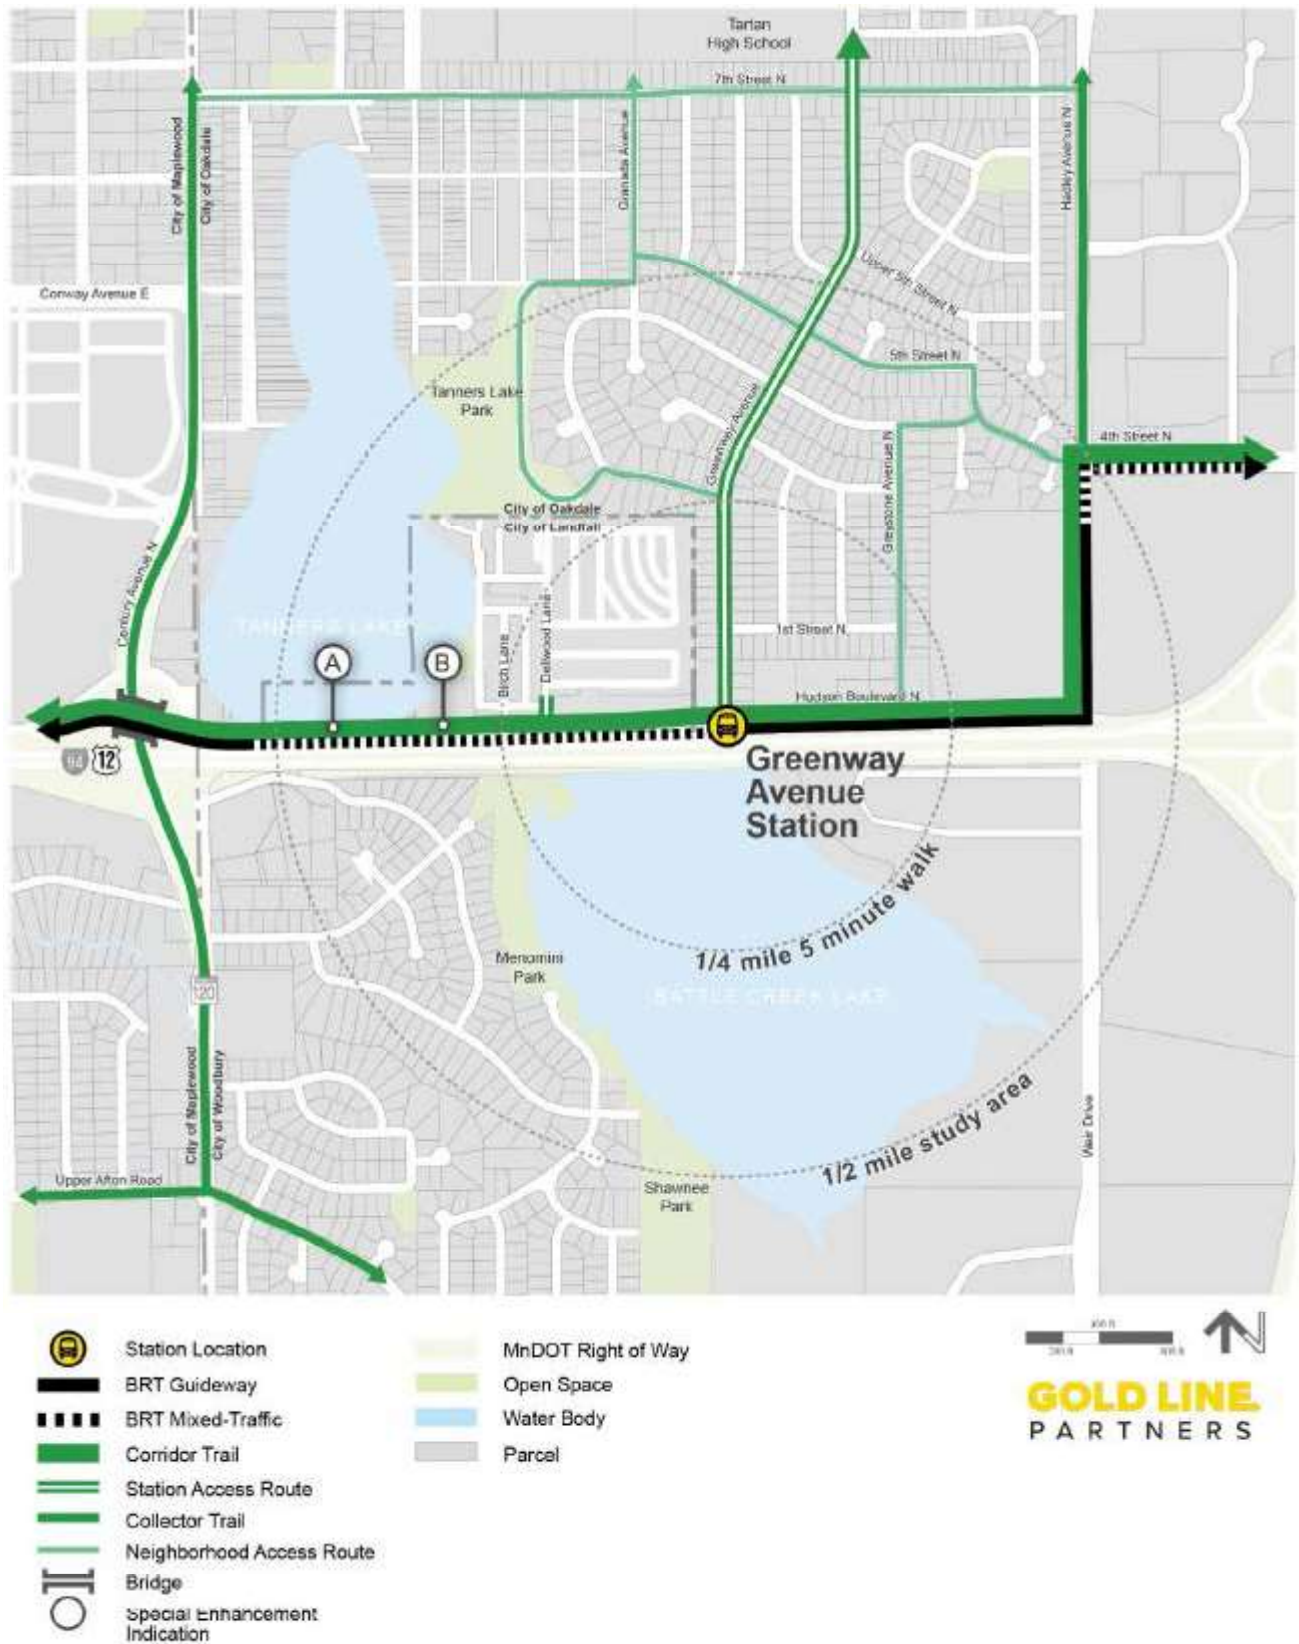 Tartan
High School
7th Street N
City of Maplewood
City of Oakdale
Granada Avenue
Hadley Avenue N
Conway Avenue E
Upper 5th Street N
5th Street N
Tanners Lake
Park
Greenway Avenue
Greystone Avenue N
4th Street N
City of Oakdale
City of Landfall
Century Avenue N
TANNERS LAKE
A
B
Birch Lane
Dellwood Lane
1st Street N
Hudson Boulevard N
94
12
Greenway
Avenue
Station
1/4 mile 5 minute walk
Menomini
Park
BATTLE CREEK LAKE
120
City of Maplewood
City of Woodbury
Weir Drive
1/2 mile study area
Upper Afton Road
Shawnee
Park
Station Location
BRT Guideway
BRT Mixed-Traffic
Corridor Trail
Station Access Route
Collector Trail
Neighborhood Access Route
Bridge
Special Enhancement
Indication
MnDOT Right of Way
Open Space
Water Body
Parcel
N
GOLD LINE
PARTNERS